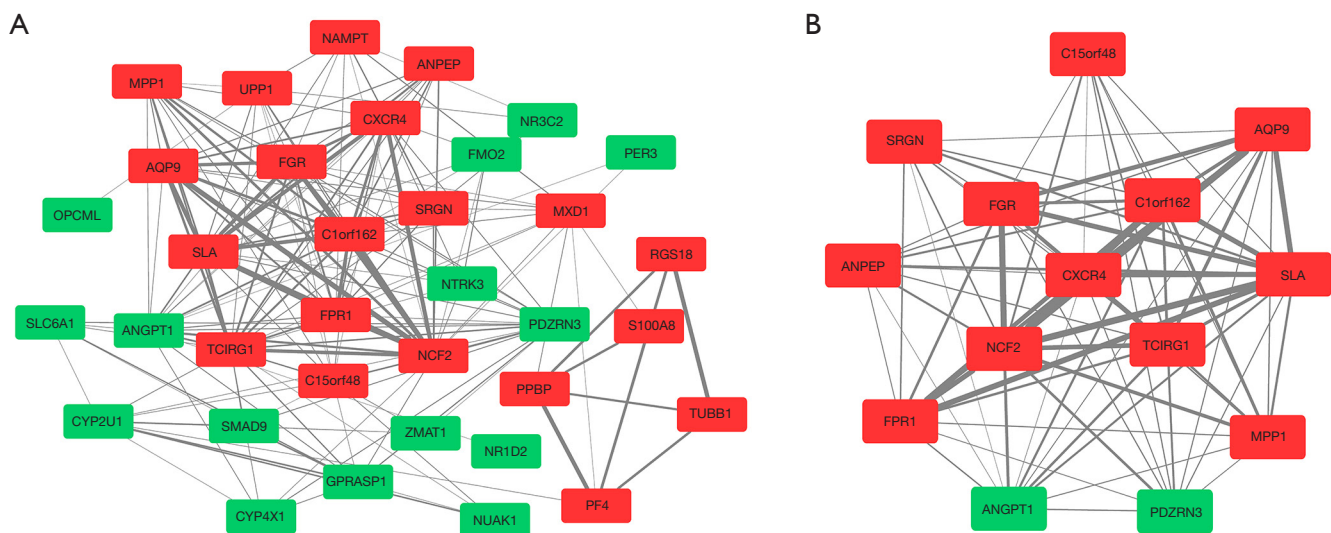 A
NAMPT
ANPEP
MPP1
UPP1
CXCR4
NR3C2
FMO2
PER3
AQP9
FGR
OPCML
SRGN
MXD1
C1orf162
SLA
RGS18
NTRK3
FPR1
SLC6A1
ANGPT1
PDZRN3
S100A8
TCIRG1
NCF2
C15orf48
PPBP
TUBB1
CYP2U1
SMAD9
ZMAT1
NR1D2
GPRASP1
PF4
CYP4X1
NUAK1
B
C15orf48
AQP9
SRGN
FGR
C1orf162
ANPEP
CXCR4
SLA
NCF2
TCIRG1
FPR1
MPP1
ANGPT1
PDZRN3